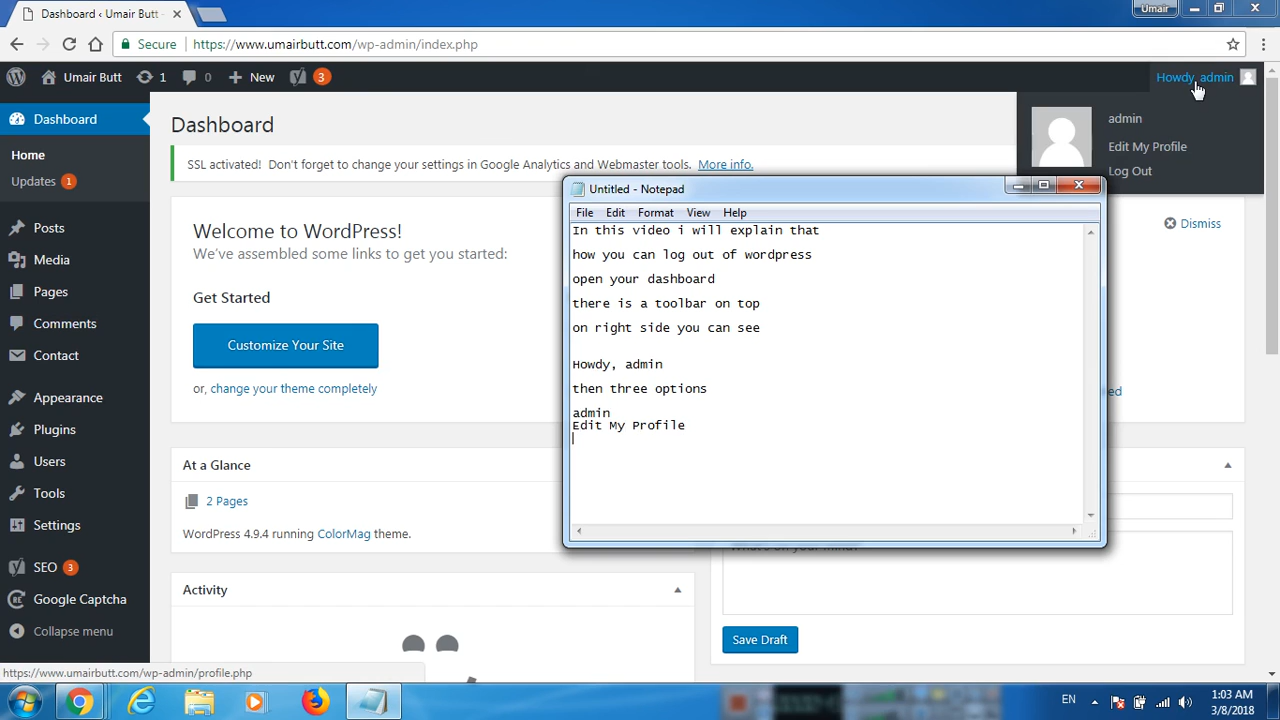 Dashboard ‹ Umair Butt -
Umair
Secure
https://www.umairbutt.com/wp-admin/index.php
Umair Butt
1
0
New
3
Howdy, admin
admin
Edit My Profile
Log Out
Dashboard
Home
Updates 1
Posts
Media
Pages
Comments
Contact
Appearance
Plugins
Users
Tools
Settings
SEO 3
Google Captcha
Collapse menu
Dashboard
SSL activated! Don't forget to change your settings in Google Analytics and Webmaster tools. More info.
Dismiss
Welcome to WordPress!
We've assembled some links to get you started:
Get Started
Customize Your Site
or, change your theme completely
At a Glance
2 Pages
WordPress 4.9.4 running ColorMag theme.
Activity
Save Draft
Untitled - Notepad
File Edit Format View Help
In this video i will explain that
how you can log out of wordpress
open your dashboard
there is a toolbar on top
on right side you can see
Howdy, admin
then three options
admin
Edit My Profile
https://www.umairbutt.com/wp-admin/profile.php
EN
1:03 AM
3/8/2018